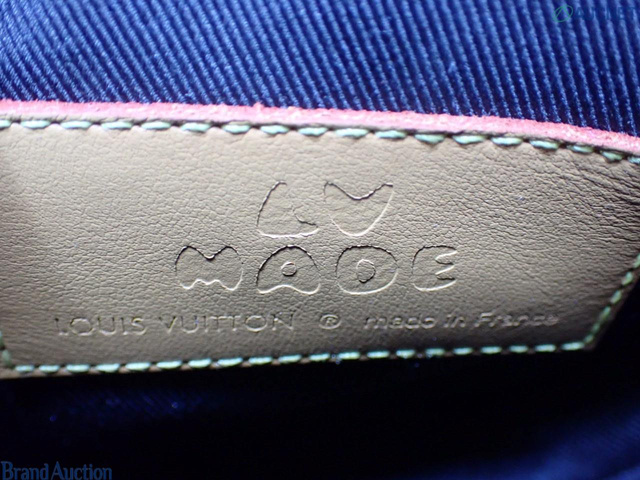 LV
MADE
LOUIS VUITTON ® made in France
Brand Auction